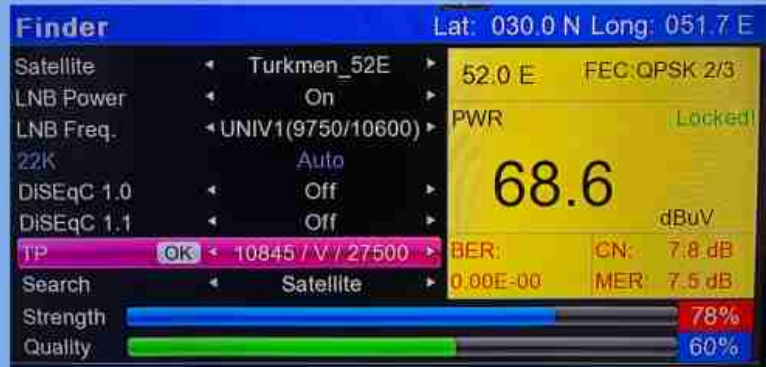 Finder Lat: 030.0 N Long: 051.7 E
Satellite Turkmen_52E
LNB Power On
LNB Freq. UNIV1(9750/10600)
22K Auto
DiSEqC 1.0 Off
DiSEqC 1.1 Off
TP OK 10845 / V / 27500
Search Satellite
52.0 E FEC:QPSK 2/3
PWR Locked!
68.6
dBuV
BER: CN: 7.8 dB
0.00E-00 MER: 7.5 dB
Strength 78%
Quality 60%